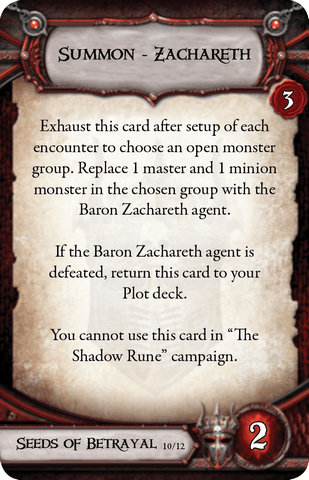 Summon - Zachareth
3
Exhaust this card after setup of each
encounter to choose an open monster
group. Replace 1 master and 1 minion
monster in the chosen group with the
Baron Zachareth agent.
If the Baron Zachareth agent is
defeated, return this card to your
Plot deck.
You cannot use this card in “The
Shadow Rune” campaign.
Seeds of Betrayal 10/12
2